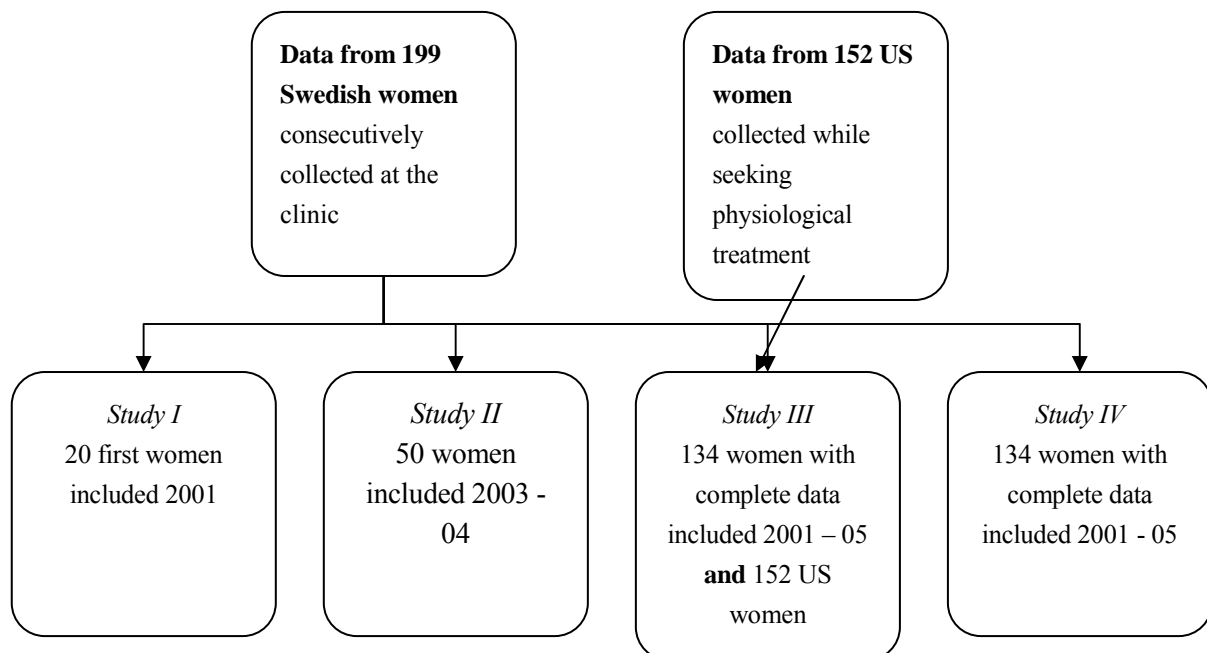 Data from 199
Swedish women
consecutively
collected at the
clinic
Data from 152 US
women
collected while
seeking
physiological
treatment
Study I
20 first women
included 2001
Study II
50 women
included 2003 -
04
Study III
134 women with
complete data
included 2001 – 05
and 152 US
women
Study IV
134 women with
complete data
included 2001 - 05